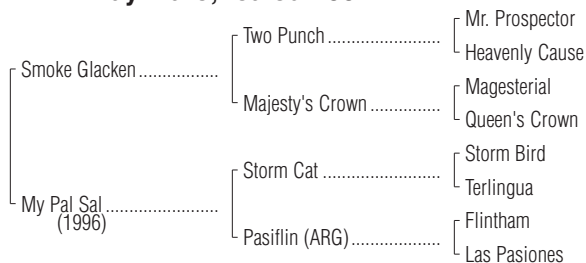 Mr. Prospector
Two Punch
Heavenly Cause
Smoke Glacken
Magesterial
Majesty's Crown
Queen's Crown
Storm Bird
Storm Cat
Terlingua
My Pal Sal
(1996)
Flintham
Pasiflin (ARG)
Las Pasiones